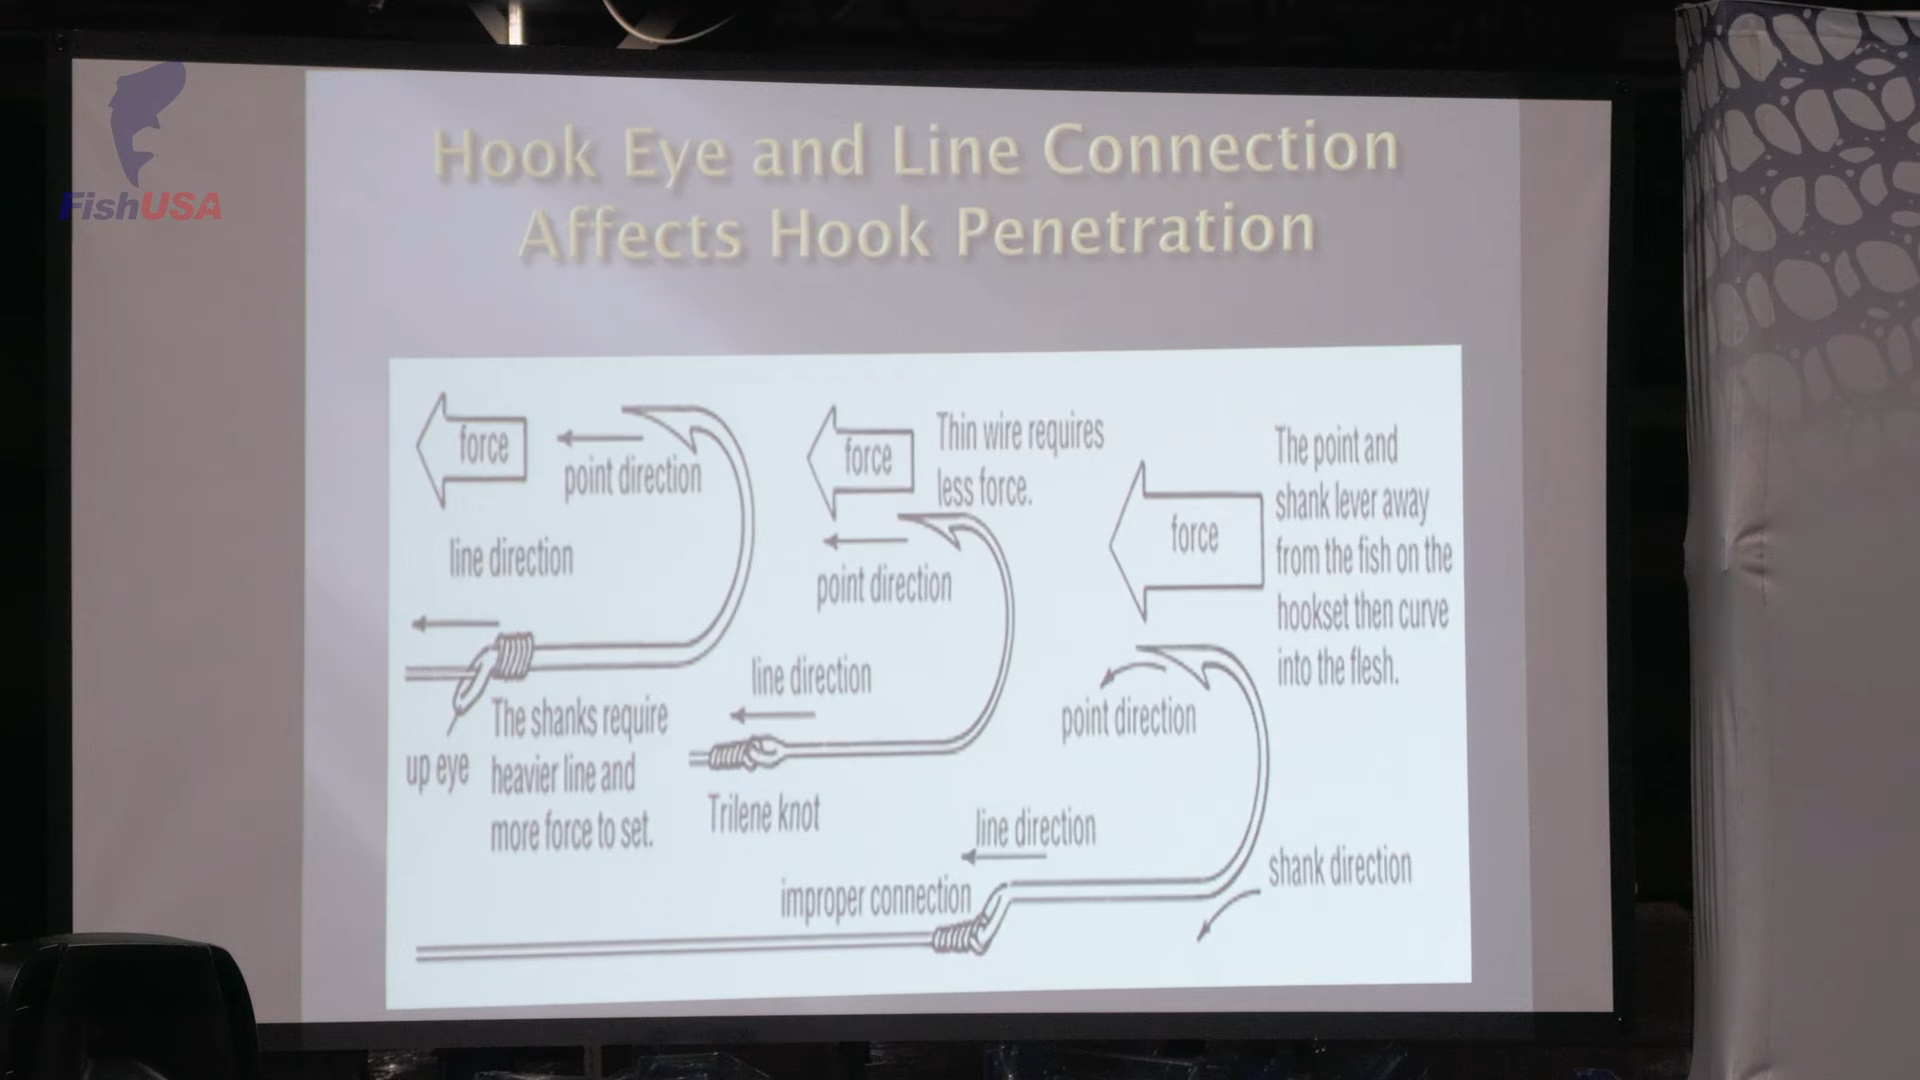 FishUSA
Hook Eye and Line Connection
Affects Hook Penetration
force
point direction
line direction
up eye
The shanks require
heavier line and
more force to set.
force
Thin wire requires
less force.
point direction
line direction
Trilene knot
force
The point and
shank lever away
from the fish on the
hookset then curve
into the flesh.
point direction
line direction
improper connection
shank direction